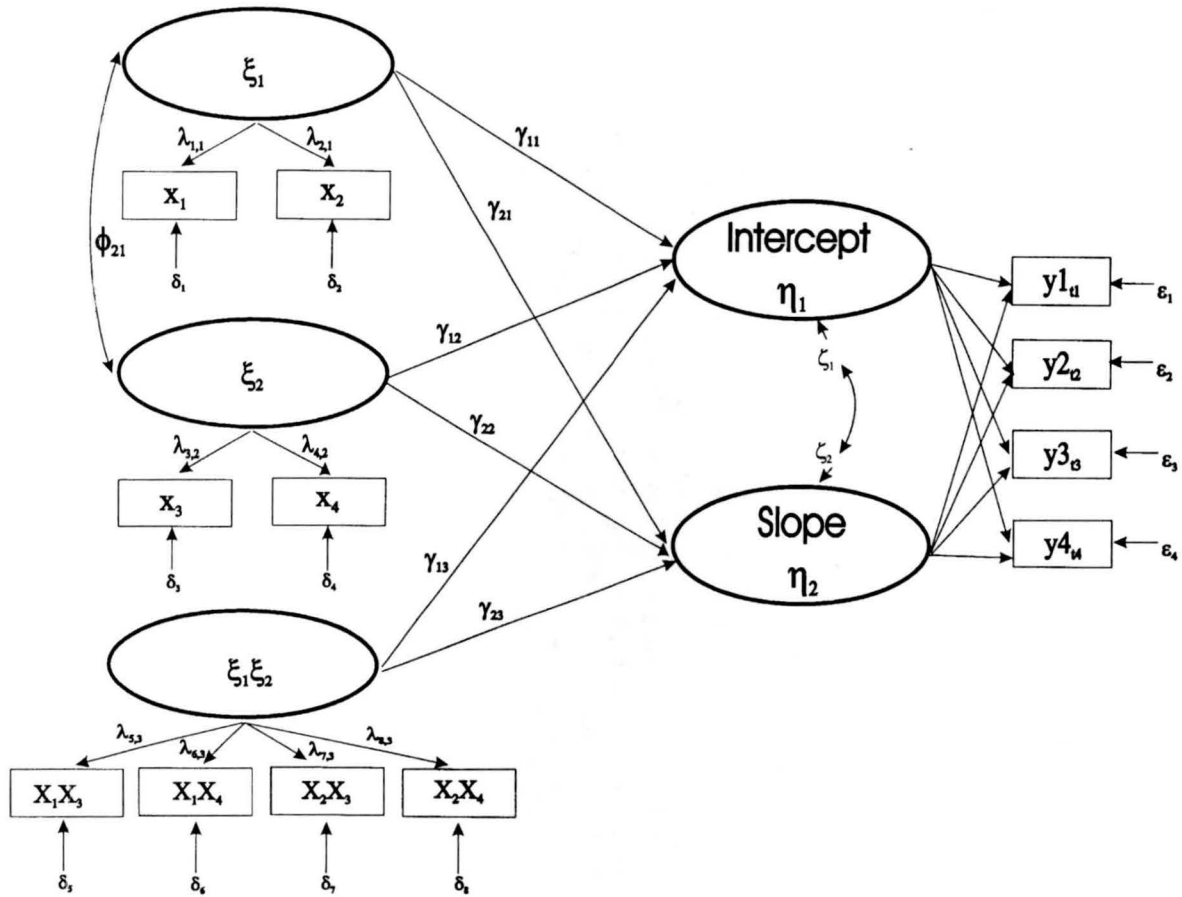 ξ₁
λ₁,₁ λ₂,₁
X₁ X₂
δ₁ δ₂
ϕ₂₁
ξ₂
λ₃,₂ λ₄,₂
X₃ X₄
δ₃ δ₄
ξ₁ξ₂
λ₅,₃ λ₆,₃ λ₇,₃ λ₈,₃
X₁X₃ X₁X₄ X₂X₃ X₂X₄
δ₅ δ₆ δ₇ δ₈
γ₁₁
γ₂₁
γ₁₂
γ₂₂
γ₁₃
γ₂₃
Intercept
η₁
ζ₁
ζ₂
Slope
η₂
y1ₜ₁ ε₁
y2ₜ₂ ε₂
y3ₜ₃ ε₃
y4ₜ₄ ε₄